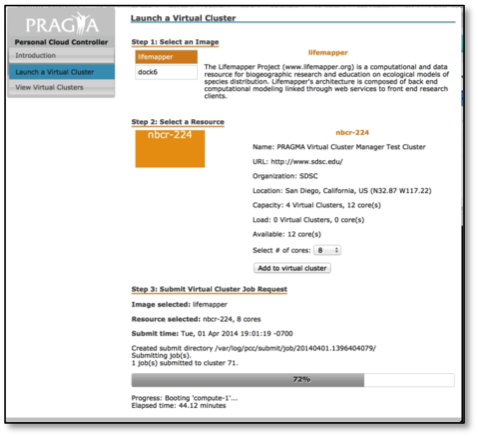 PRAGMA
Personal Cloud Controller
Introduction
Launch a Virtual Cluster
View Virtual Clusters
Launch a Virtual Cluster
Step 1: Select an Image
lifemapper
dock6
lifemapper
The Lifemapper Project (www.lifemapper.org) is a computational and data
resource for biogeographic research and education on ecological models of
species distribution. Lifemapper's architecture is composed of back end
computational modeling linked through web services to front end research
clients.
Step 2: Select a Resource
nbcr-224
nbcr-224
Name: PRAGMA Virtual Cluster Manager Test Cluster
URL: http://www.sdsc.edu/
Organization: SDSC
Location: San Diego, California, US (N32.87 W117.22)
Capacity: 4 Virtual Clusters, 12 core(s)
Load: 0 Virtual Clusters, 0 core(s)
Available: 12 core(s)
Select # of cores: 8
Add to virtual cluster
Step 3: Submit Virtual Cluster Job Request
Image selected: lifemapper
Resource selected: nbcr-224, 8 cores
Submit time: Tue, 01 Apr 2014 19:01:19 -0700
Created submit directory /var/log/pcc/submit/job/20140401.1396404079/
Submitting job(s).
1 job(s) submitted to cluster 71.
72%
Progress: Booting 'compute-1'...
Elapsed time: 44.12 minutes